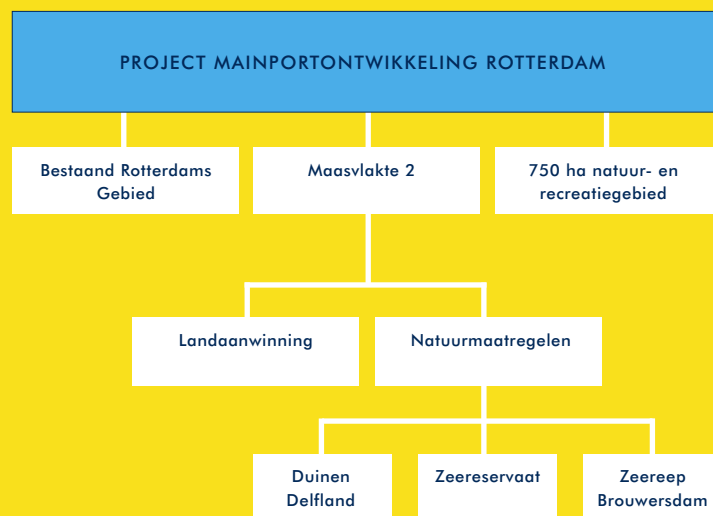 PROJECT MAINPORTONTWIKKELING ROTTERDAM
Bestaand Rotterdams
Gebied
Maasvlakte 2
750 ha natuur- en
recreatiegebied
Landaanwinning
Natuurmaatregelen
Duinen
Delfland
Zeereservaat
Zeereep
Brouwersdam